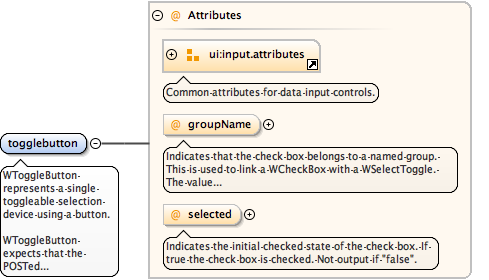 @ Attributes
ui:input.attributes
Common attributes for data input controls.
@ groupName
togglebutton
Indicates that the check box belongs to a named group.
This is used to link a WCheckBox with a WSelectToggle.
The value...
WToggleButton
represents a single
toggleable selection
device using a button.
WToggleButton
expects that the
POSTed...
@ selected
Indicates the initial checked state of the check box. If
true the check box is checked. Not output if "false".